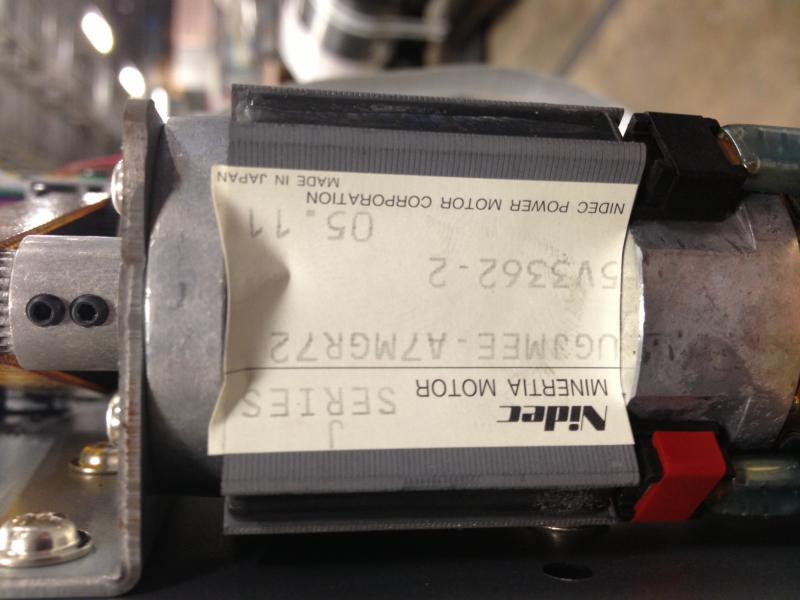 Nidec
MINERTIA MOTOR
J SERIES
UGJMEE-A7MGR72
5V3362-2
05.11
NIDEC POWER MOTOR CORPORATION
MADE IN JAPAN